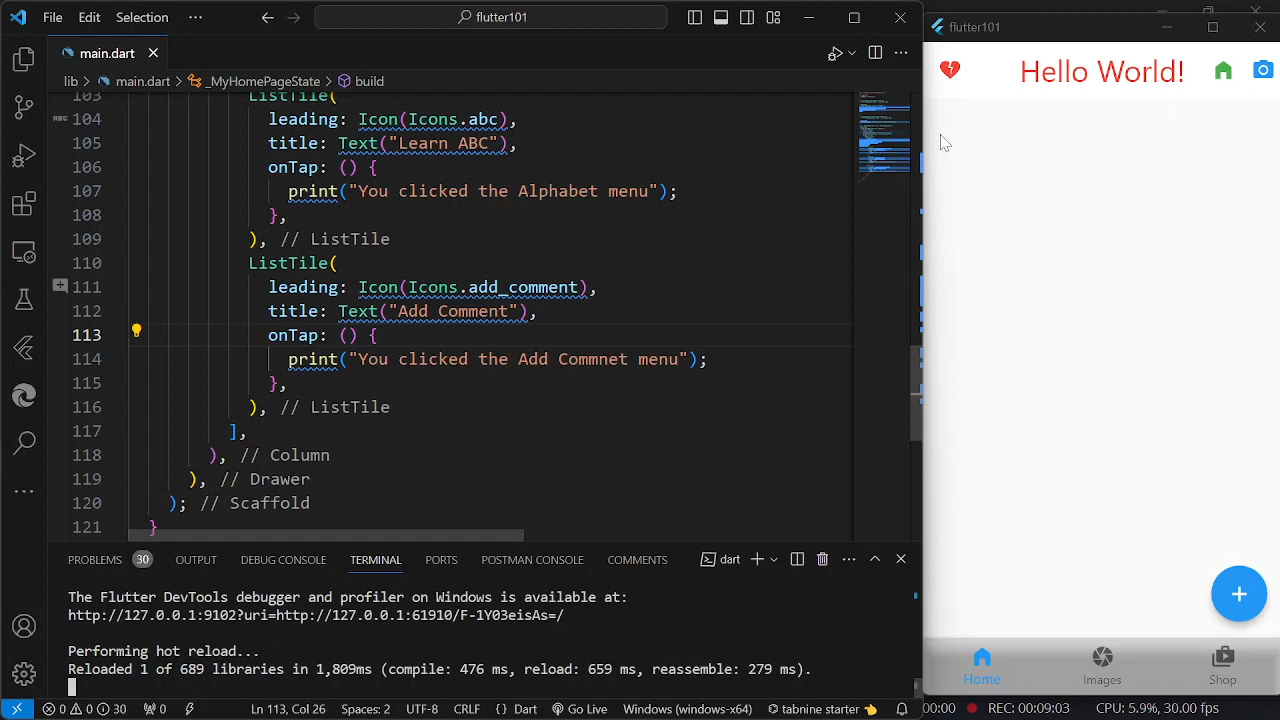 File Edit Selection ··· flutter101
flutter101
main.dart
lib > main.dart > _MyHomePageState > build
Hello World!
103 ListTile(
104 leading: Icon(Icons.abc),
105 title: Text("Learn ABC"),
106 onTap: () {
107 print("You clicked the Alphabet menu");
108 },
109 ), // ListTile
110 ListTile(
111 leading: Icon(Icons.add_comment),
112 title: Text("Add Comment"),
113 onTap: () {
114 print("You clicked the Add Commnet menu");
115 },
116 ), // ListTile
117 ],
118 ), // Column
119 ), // Drawer
120 ); // Scaffold
121 }
PROBLEMS 30 OUTPUT DEBUG CONSOLE TERMINAL PORTS POSTMAN CONSOLE COMMENTS dart
The Flutter DevTools debugger and profiler on Windows is available at:
http://127.0.0.1:9102?uri=http://127.0.0.1:61910/F-1Y03eisAs=/
Performing hot reload...
Reloaded 1 of 689 libraries in 1,809ms (compile: 476 ms, reload: 659 ms, reassemble: 279 ms).
Home Images Shop
0 0 30 0 Ln 113, Col 26 Spaces: 2 UTF-8 CRLF {} Dart Go Live Windows (windows-x64) tabnine starter
00:00 REC: 00:09:03 CPU: 5.9%, 30.00 fps